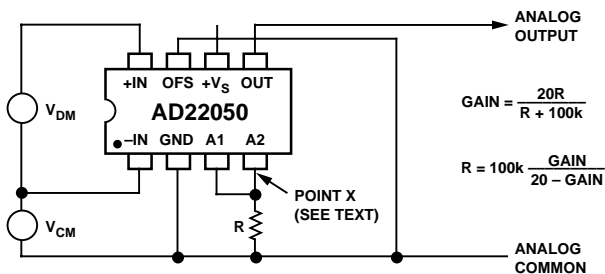 ANALOG
OUTPUT
+IN OFS +VS OUT
AD22050
–IN GND A1 A2
VDM
VCM
POINT X
(SEE TEXT)
R
GAIN = 20R / R + 100k
R = 100k GAIN / 20 – GAIN
ANALOG
COMMON